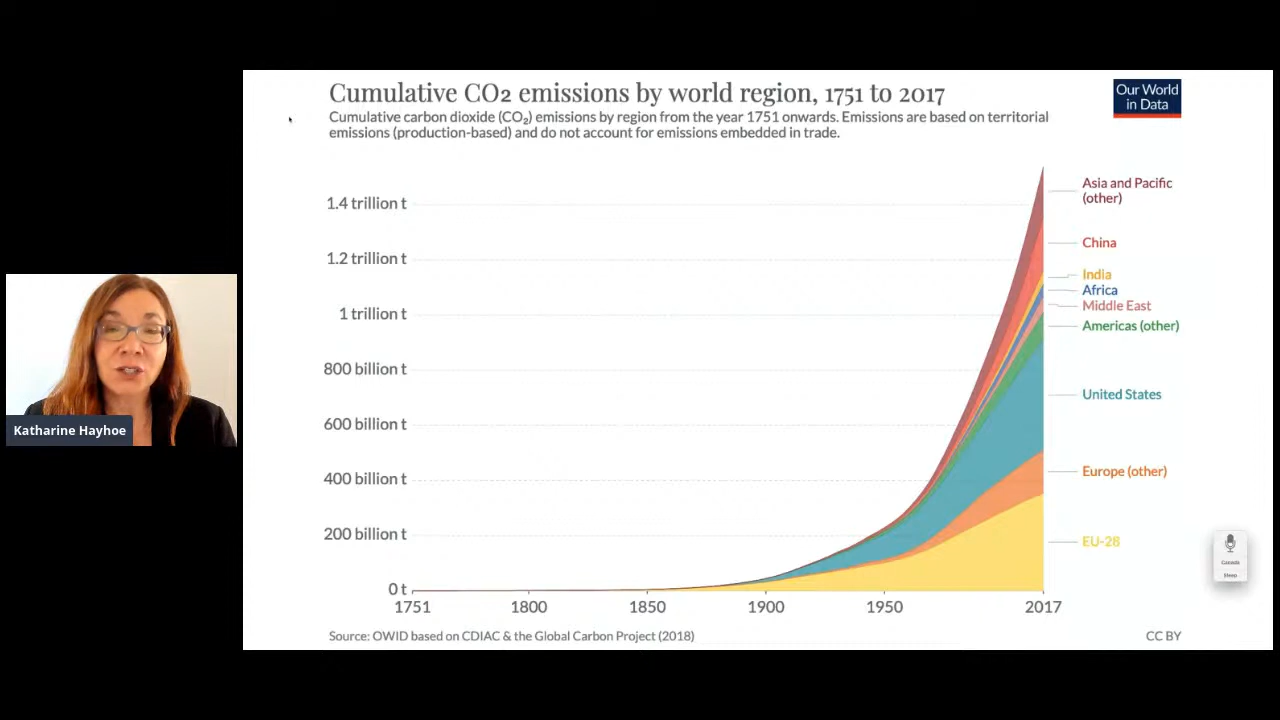 Cumulative CO2 emissions by world region, 1751 to 2017
Cumulative carbon dioxide (CO₂) emissions by region from the year 1751 onwards. Emissions are based on territorial
emissions (production-based) and do not account for emissions embedded in trade.
Our World
in Data
1.4 trillion t
1.2 trillion t
1 trillion t
800 billion t
600 billion t
400 billion t
200 billion t
0 t
1751
1800
1850
1900
1950
2017
Asia and Pacific
(other)
China
India
Africa
Middle East
Americas (other)
United States
Europe (other)
EU-28
Source: OWID based on CDIAC & the Global Carbon Project (2018)
CC BY
Katharine Hayhoe
Canada
Menu